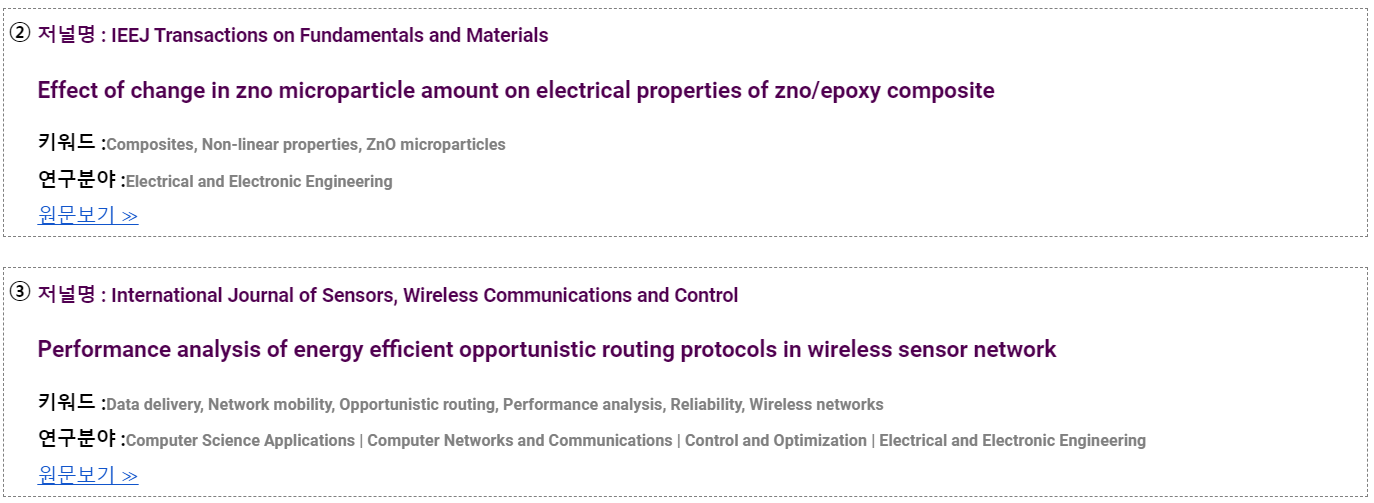 ② 저널명 : IEEJ Transactions on Fundamentals and Materials
Effect of change in zno microparticle amount on electrical properties of zno/epoxy composite
키워드 :Composites, Non-linear properties, ZnO microparticles
연구분야 :Electrical and Electronic Engineering
원문보기 ≫
③ 저널명 : International Journal of Sensors, Wireless Communications and Control
Performance analysis of energy efficient opportunistic routing protocols in wireless sensor network
키워드 :Data delivery, Network mobility, Opportunistic routing, Performance analysis, Reliability, Wireless networks
연구분야 :Computer Science Applications | Computer Networks and Communications | Control and Optimization | Electrical and Electronic Engineering
원문보기 ≫